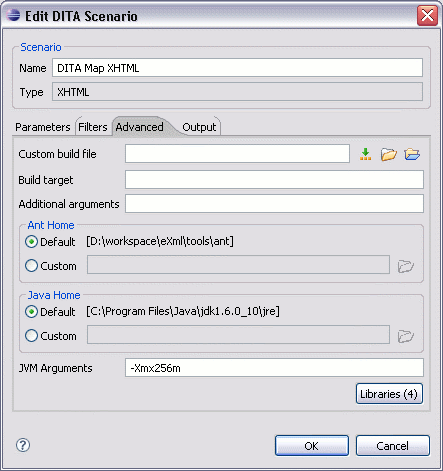 Edit DITA Scenario
Scenario
Name DITA Map XHTML
Type XHTML
Parameters Filters Advanced Output
Custom build file
Build target
Additional arguments
Ant Home
Default [D:\workspace\eXml\tools\ant]
Custom
Java Home
Default [C:\Program Files\Java\jdk1.6.0_10\jre]
Custom
JVM Arguments -Xmx256m
Libraries (4)
? OK Cancel